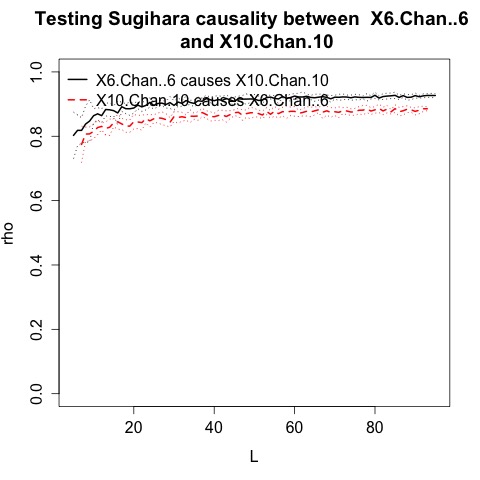 Testing Sugihara causality between  X6.Chan..6
and X10.Chan.10
X6.Chan..6 causes X10.Chan.10
X10.Chan.10 causes X6.Chan..6
rho
1.0
0.8
0.6
0.4
0.2
0.0
20 40 60 80
L